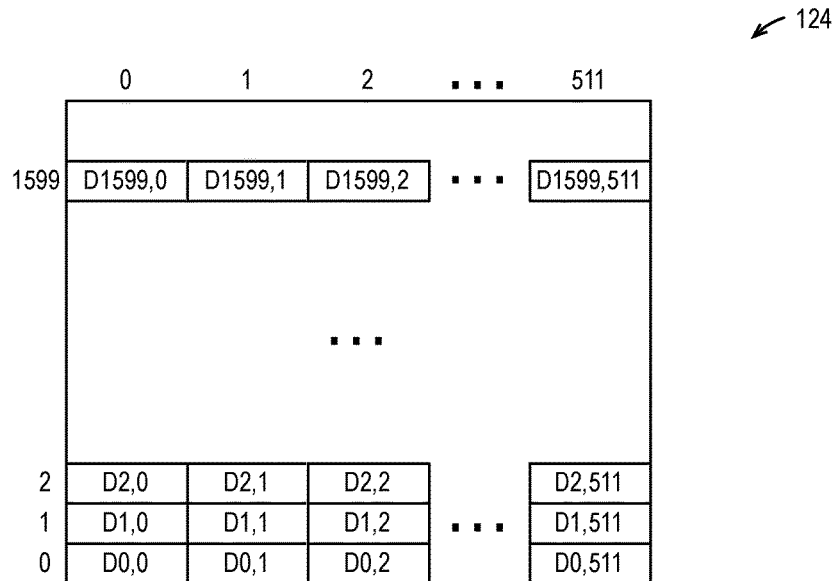 124
0 1 2 ... 511
1599 D1599,0 D1599,1 D1599,2 ... D1599,511
...
2 D2,0 D2,1 D2,2 D2,511
1 D1,0 D1,1 D1,2 ... D1,511
0 D0,0 D0,1 D0,2 D0,511